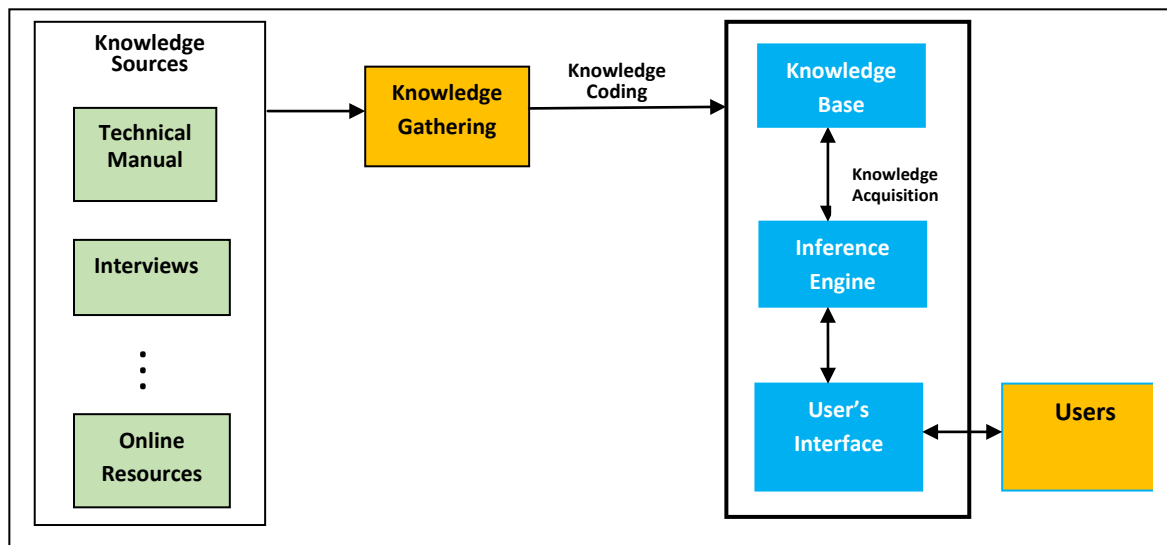 Knowledge
Sources
Technical
Manual
Interviews
Online
Resources
Knowledge
Gathering
Knowledge
Coding
Knowledge
Base
Knowledge
Acquisition
Inference
Engine
User’s
Interface
Users